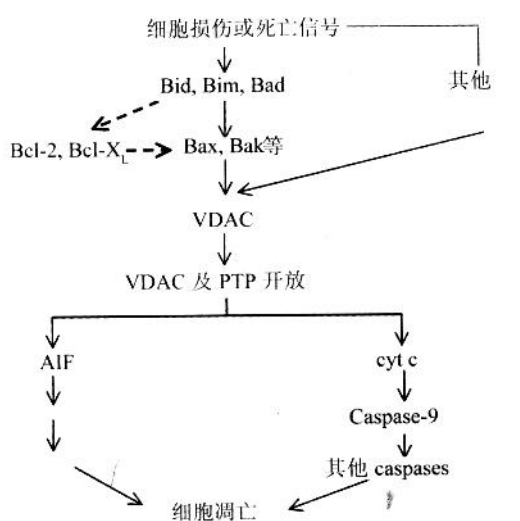 细胞损伤或死亡信号
其他
Bid, Bim, Bad
Bcl-2, Bcl-XL
Bax, Bak等
VDAC
VDAC 及 PTP 开放
AIF
cyt c
Caspase-9
其他 caspases
细胞凋亡